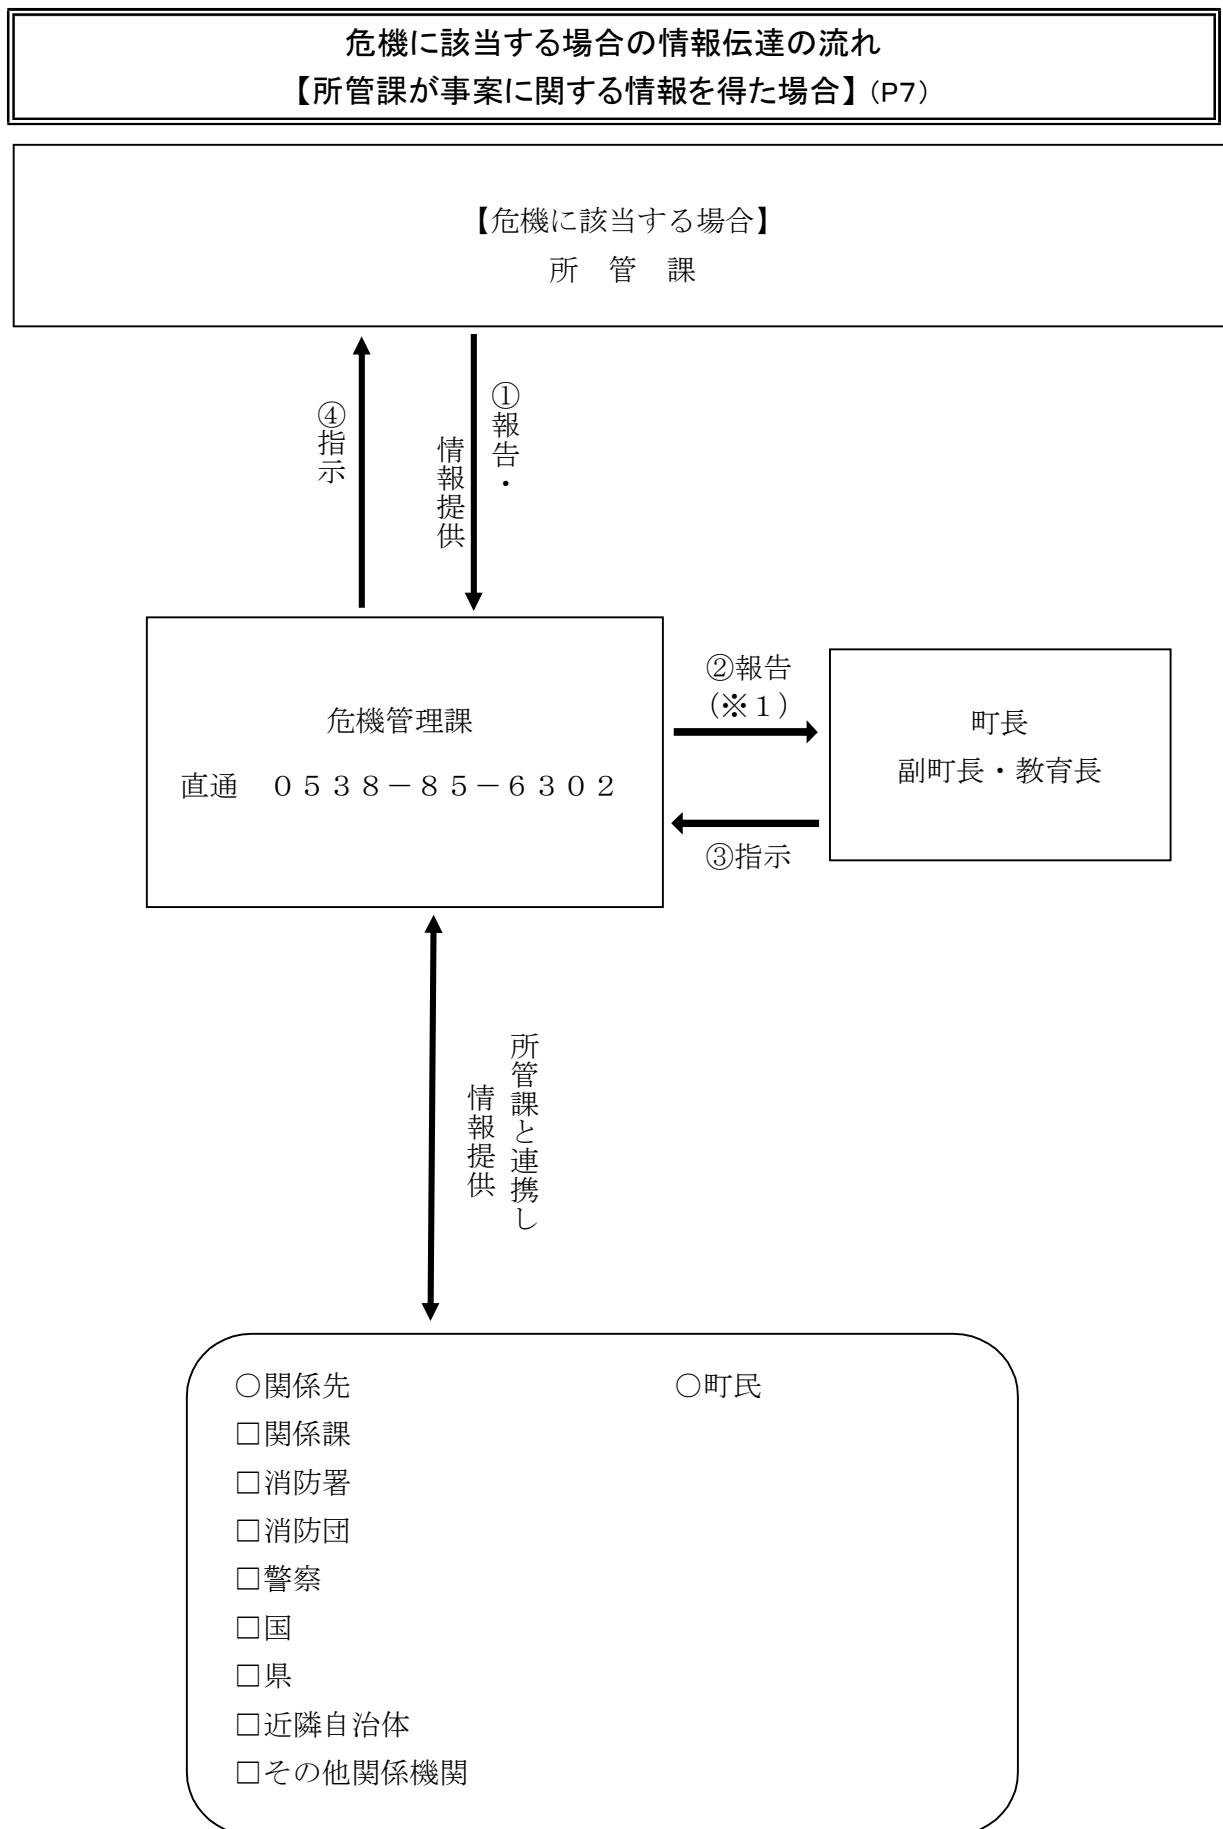 危機に該当する場合の情報伝達の流れ
【所管課が事案に関する情報を得た場合】（P7）
【危機に該当する場合】
所　管　課
①報告・
情報提供
④指示
危機管理課
直通　０５３８－８５－６３０２
②報告
（※１）
③指示
町長
副町長・教育長
所管課と連携し
情報提供
○関係先
○町民
□関係課
□消防署
□消防団
□警察
□国
□県
□近隣自治体
□その他関係機関